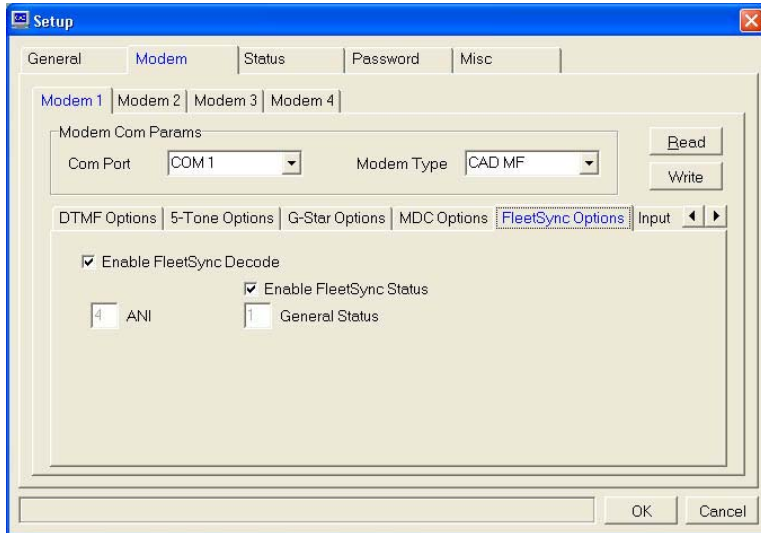 Setup
General Modem Status Password Misc
Modem 1 Modem 2 Modem 3 Modem 4
Modem Com Params
Com Port COM 1 Modem Type CAD MF
Read
Write
DTMF Options 5-Tone Options G-Star Options MDC Options FleetSync Options Input
Enable FleetSync Decode
Enable FleetSync Status
4 ANI 1 General Status
OK Cancel